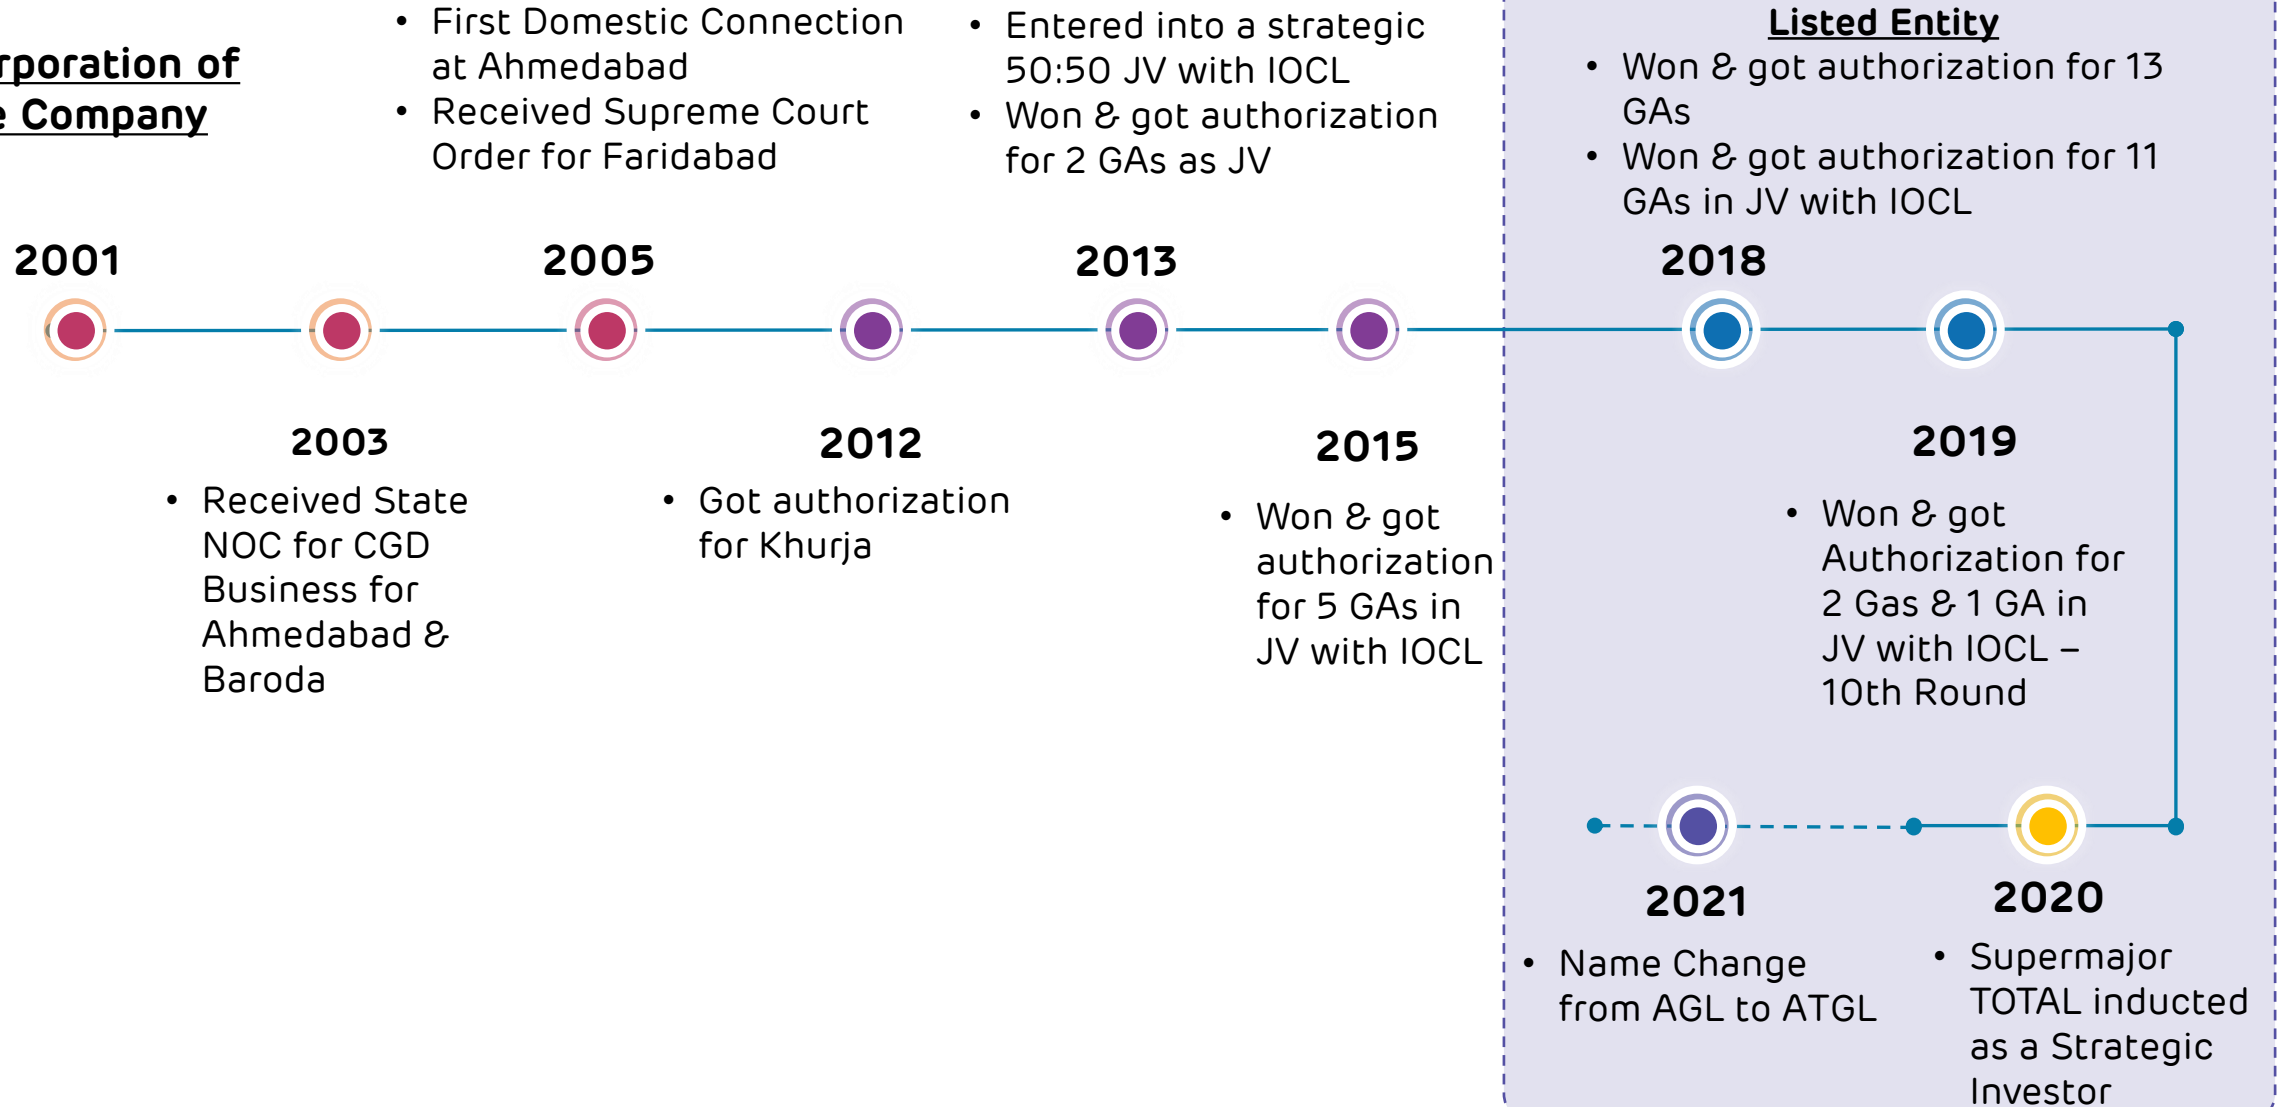 rporation of
e Company
• First Domestic Connection
at Ahmedabad
• Received Supreme Court
Order for Faridabad
• Entered into a strategic
50:50 JV with IOCL
• Won & got authorization
for 2 GAs as JV
Listed Entity
• Won & got authorization for 13
GAs
• Won & got authorization for 11
GAs in JV with IOCL
2001
2005
2013
2018
2003
• Received State
NOC for CGD
Business for
Ahmedabad &
Baroda
2012
• Got authorization
for Khurja
2015
• Won & got
authorization
for 5 GAs in
JV with IOCL
2019
• Won & got
Authorization for
2 Gas & 1 GA in
JV with IOCL –
10th Round
2021
• Name Change
from AGL to ATGL
2020
• Supermajor
TOTAL inducted
as a Strategic
Investor